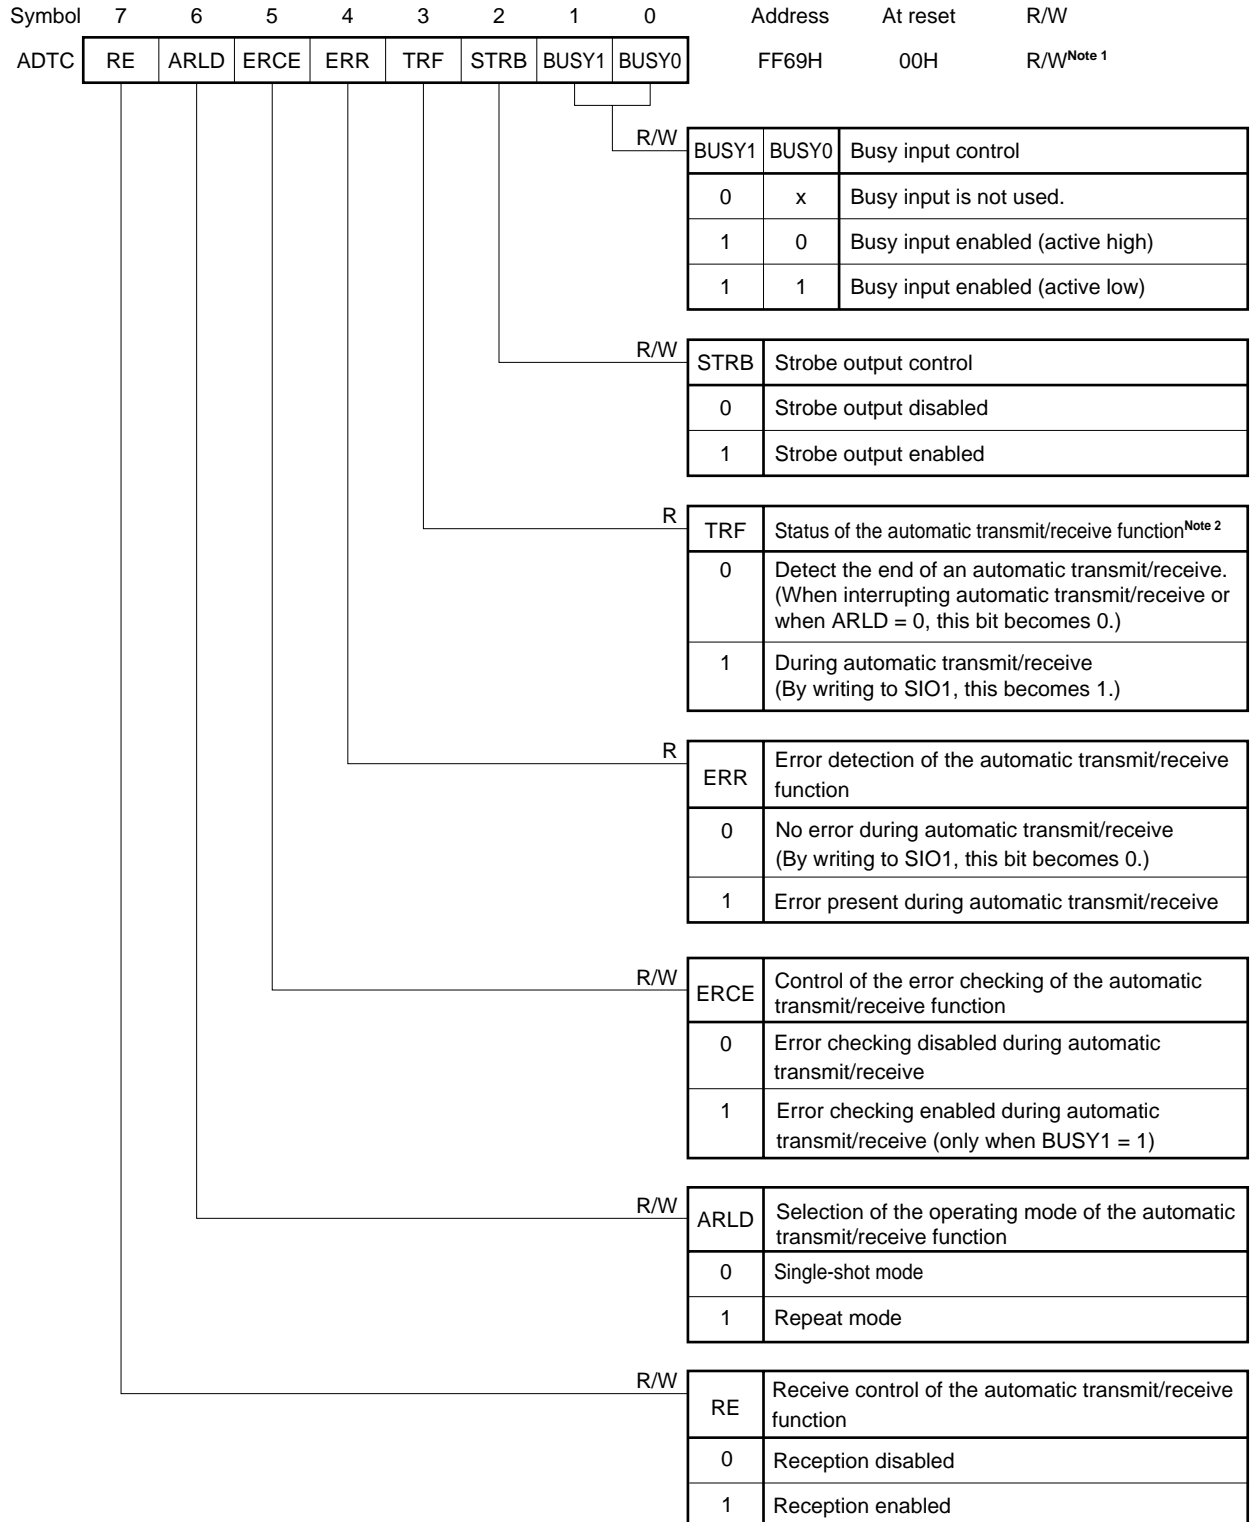 Symbol 7 6 5 4 3 2 1 0 Address At reset R/W
ADTC RE ARLD ERCE ERR TRF STRB BUSY1 BUSY0 FF69H 00H R/WNote 1
R/W
BUSY1 BUSY0 Busy input control
0 x Busy input is not used.
1 0 Busy input enabled (active high)
1 1 Busy input enabled (active low)
R/W
STRB Strobe output control
0 Strobe output disabled
1 Strobe output enabled
R
TRF Status of the automatic transmit/receive functionNote 2
0 Detect the end of an automatic transmit/receive.
(When interrupting automatic transmit/receive or
when ARLD = 0, this bit becomes 0.)
1 During automatic transmit/receive
(By writing to SIO1, this becomes 1.)
R
ERR Error detection of the automatic transmit/receive
function
0 No error during automatic transmit/receive
(By writing to SIO1, this bit becomes 0.)
1 Error present during automatic transmit/receive
R/W
ERCE Control of the error checking of the automatic
transmit/receive function
0 Error checking disabled during automatic
transmit/receive
1 Error checking enabled during automatic
transmit/receive (only when BUSY1 = 1)
R/W
ARLD Selection of the operating mode of the automatic
transmit/receive function
0 Single-shot mode
1 Repeat mode
R/W
RE Receive control of the automatic transmit/receive
function
0 Reception disabled
1 Reception enabled